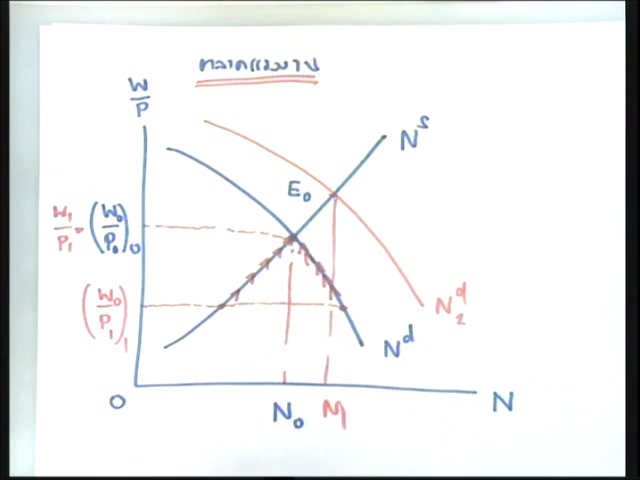 ตลาดแรงงาน
W
P
N^S
E₀
W₁/P₁ = (W₀/P₀)₀
(W₀/P₁)₁
N₂^d
N^d
O
N₀
N₁
N